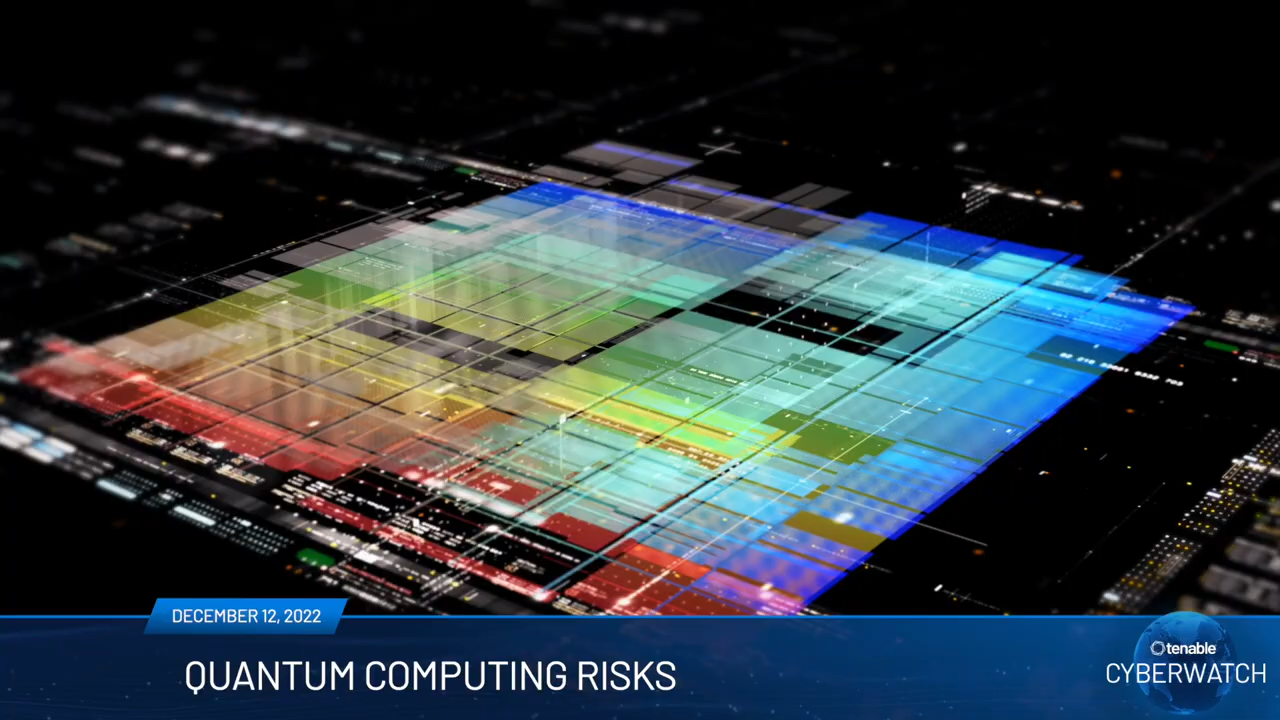 DECEMBER 12, 2022
QUANTUM COMPUTING RISKS
tenable
CYBERWATCH